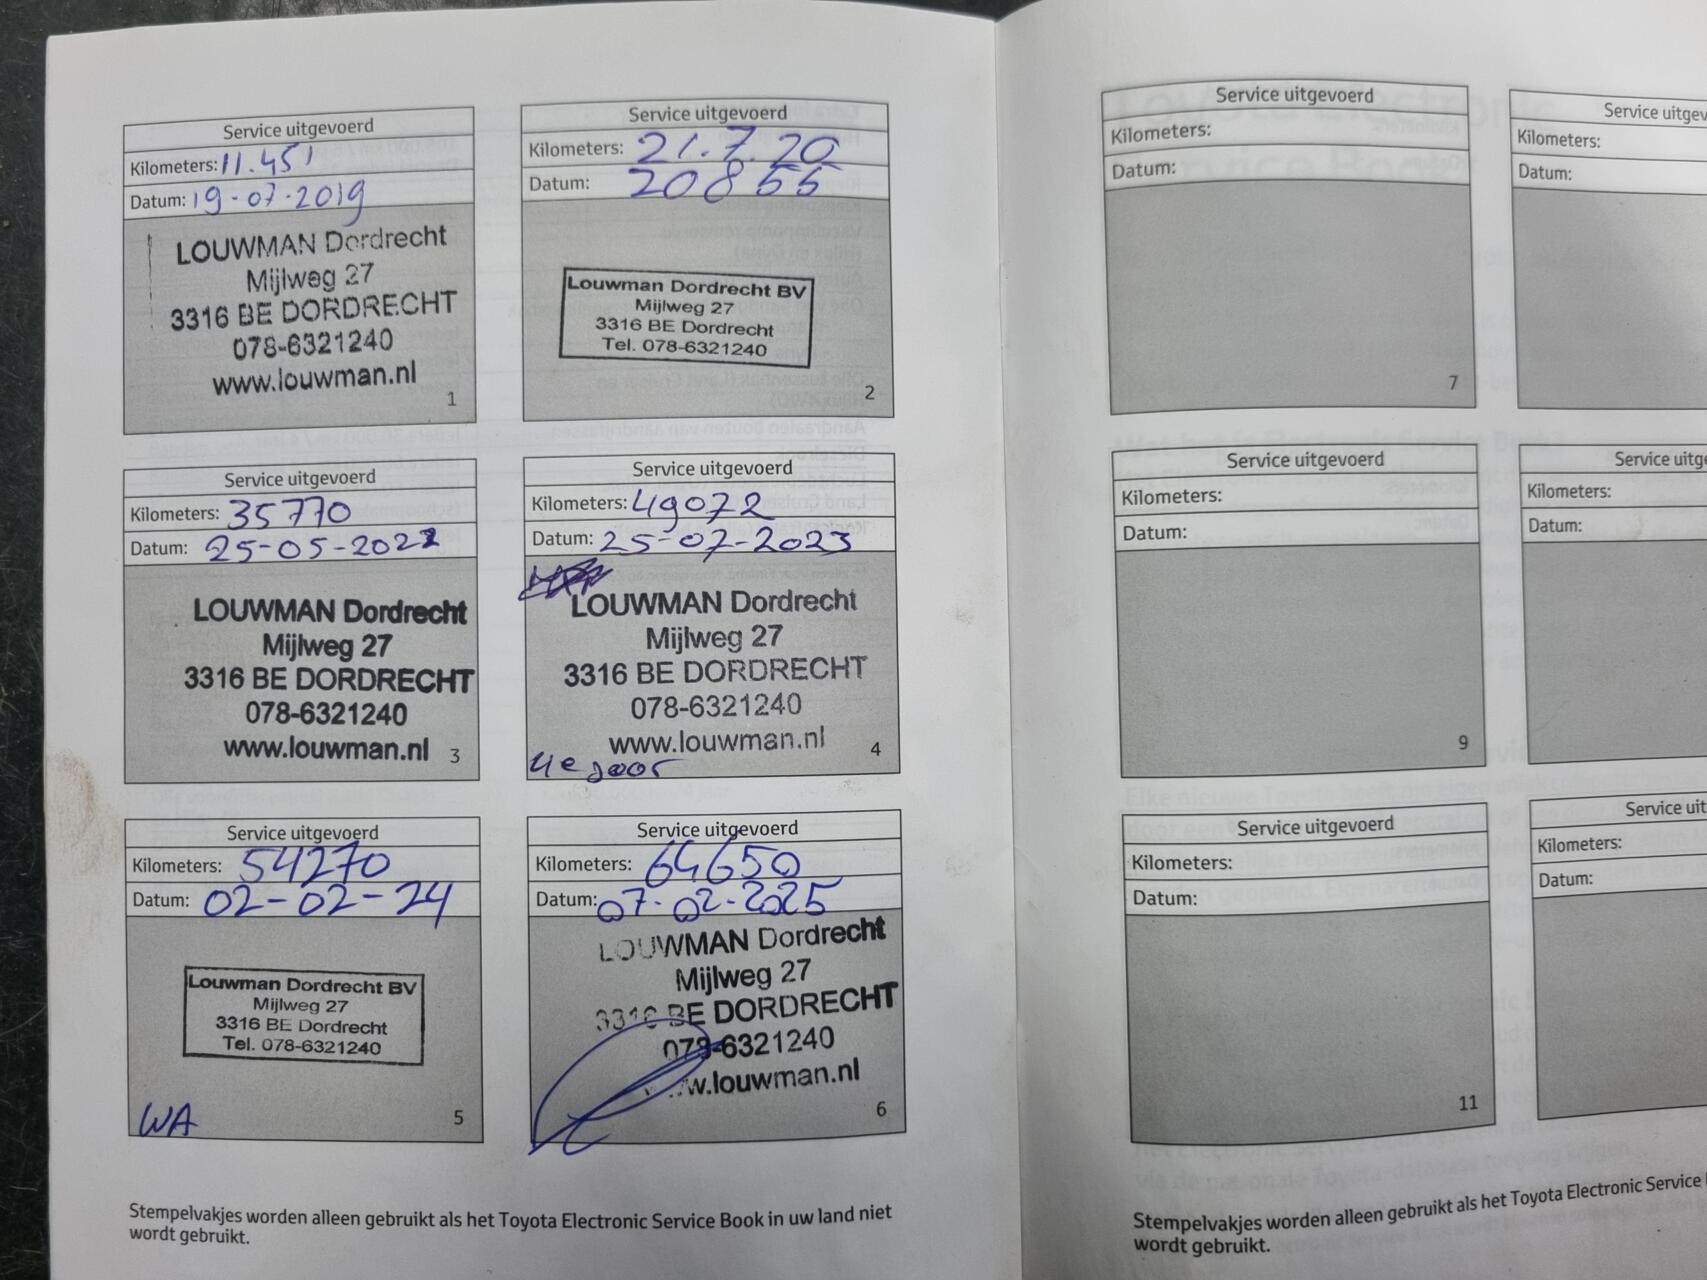 Service uitgevoerd
Kilometers: 11.451
Datum: 19-07-2019
LOUWMAN Dordrecht
Mijlweg 27
3316 BE DORDRECHT
078-6321240
www.louwman.nl
1
Service uitgevoerd
Kilometers: 21.7.20
Datum: 20855
Louwman Dordrecht BV
Mijlweg 27
3316 BE Dordrecht
Tel. 078-6321240
2
Service uitgevoerd
Kilometers: 35770
Datum: 25-05-2022
LOUWMAN Dordrecht
Mijlweg 27
3316 BE DORDRECHT
078-6321240
www.louwman.nl
3
Service uitgevoerd
Kilometers: 49072
Datum: 25-07-2023
LOUWMAN Dordrecht
Mijlweg 27
3316 BE DORDRECHT
078-6321240
www.louwman.nl
4e
4
Service uitgevoerd
Kilometers: 54270
Datum: 02-02-24
Louwman Dordrecht BV
Mijlweg 27
3316 BE Dordrecht
Tel. 078-6321240
WA
5
Service uitgevoerd
Kilometers: 64650
Datum: 07-02-2025
LOUWMAN Dordrecht
Mijlweg 27
3316 BE DORDRECHT
078-6321240
www.louwman.nl
6
Stempelvakjes worden alleen gebruikt als het Toyota Electronic Service Book in uw land niet
wordt gebruikt.
Service uitgevoerd
Kilometers:
Datum:
7
Service
Kilometers:
Datum:
Service uitgevoerd
Kilometers:
Datum:
9
Service
Kilometers:
Datum:
Service uitgevoerd
Kilometers:
Datum:
11
Service
Kilometers:
Datum:
Stempelvakjes worden alleen gebruikt als het Toyota Electronic Service
wordt gebruikt.